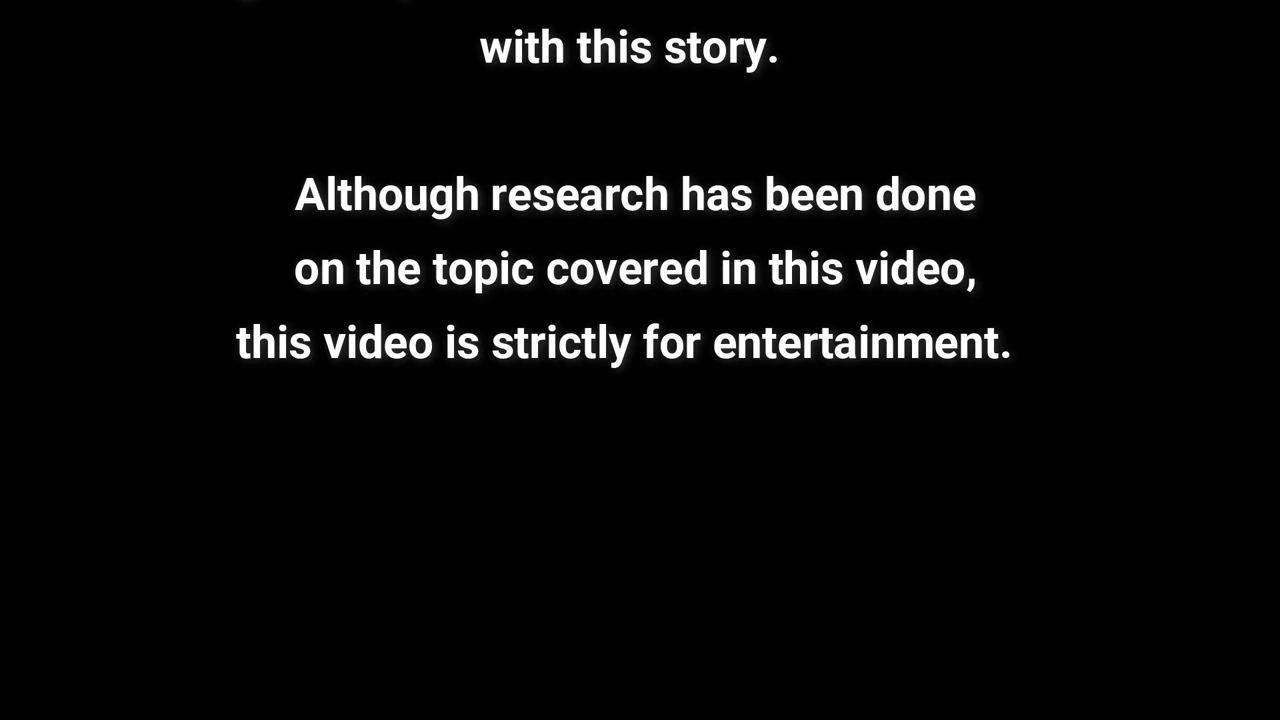 with this story.
Although research has been done
on the topic covered in this video,
this video is strictly for entertainment.